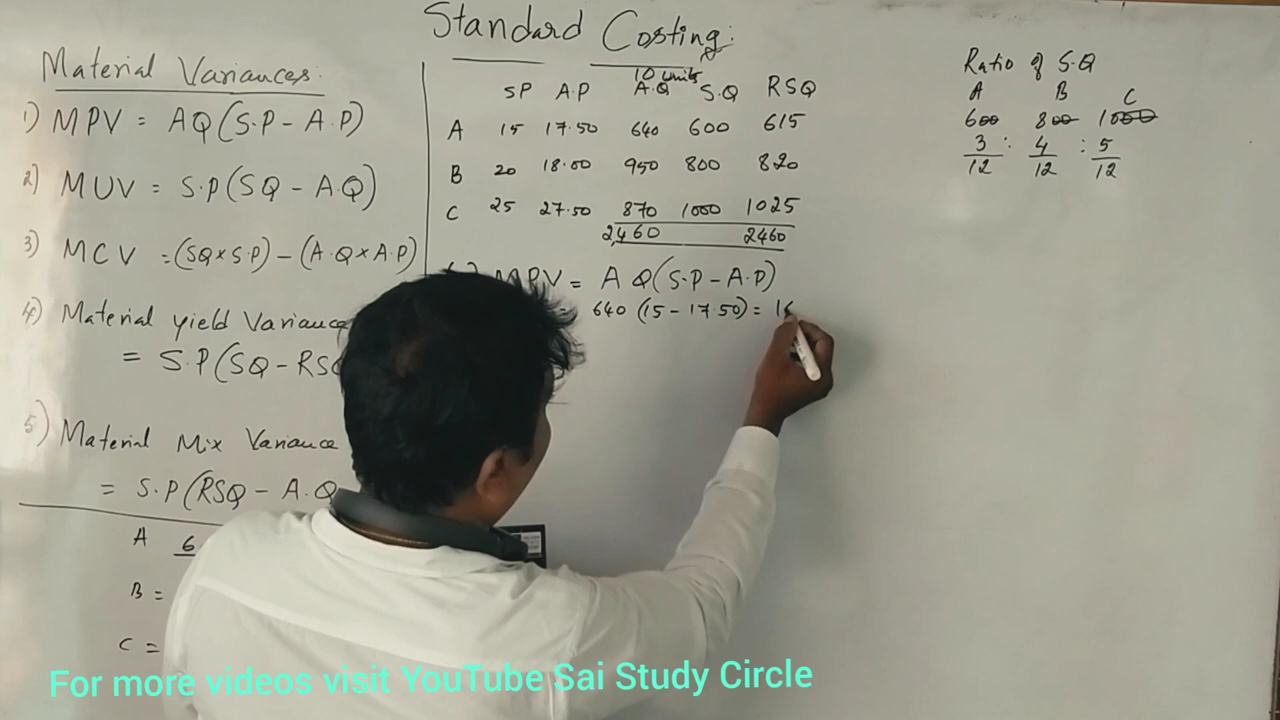 Standard Costing:
Material Variances:
1) MPV = AQ(S.P - A.P)
2) MUV = S.P(SQ - A.Q)
3) MCV = (SQ×S.P) - (A.Q×A.P)
4) Material Yield Variance
= S.P(SQ - RSQ
5) Material Mix Variance
= S.P(RSQ - A.Q
A 6
B =
C =
10 units
SP A.P A.Q S.Q RSQ
A 15 17.50 640 600 615
B 20 18.00 950 800 820
C 25 27.50 870 1000 1025
2460 2460
MPV = AQ(S.P - A.P)
= 640 (15 - 17.50) = 16
Ratio of S.Q
A B C
600 800 1000
3 : 4 : 5
12 12 12
For more videos visit YouTube Sai Study Circle